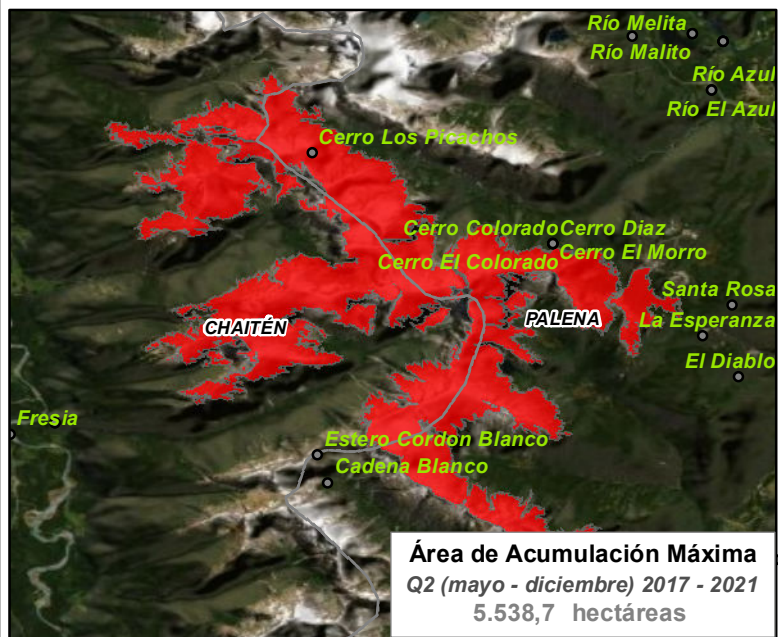 Río Melita
Río Malito
Río Azul
Río El Azul
Cerro Los Picachos
Cerro Colorado
Cerro Diaz
Cerro El Colorado
Cerro El Morro
Santa Rosa
CHAITÉN
PALENA
La Esperanza
El Diablo
Fresia
Estero Cordon Blanco
Cadena Blanco
Área de Acumulación Máxima
Q2 (mayo - diciembre) 2017 - 2021
5.538,7 hectáreas